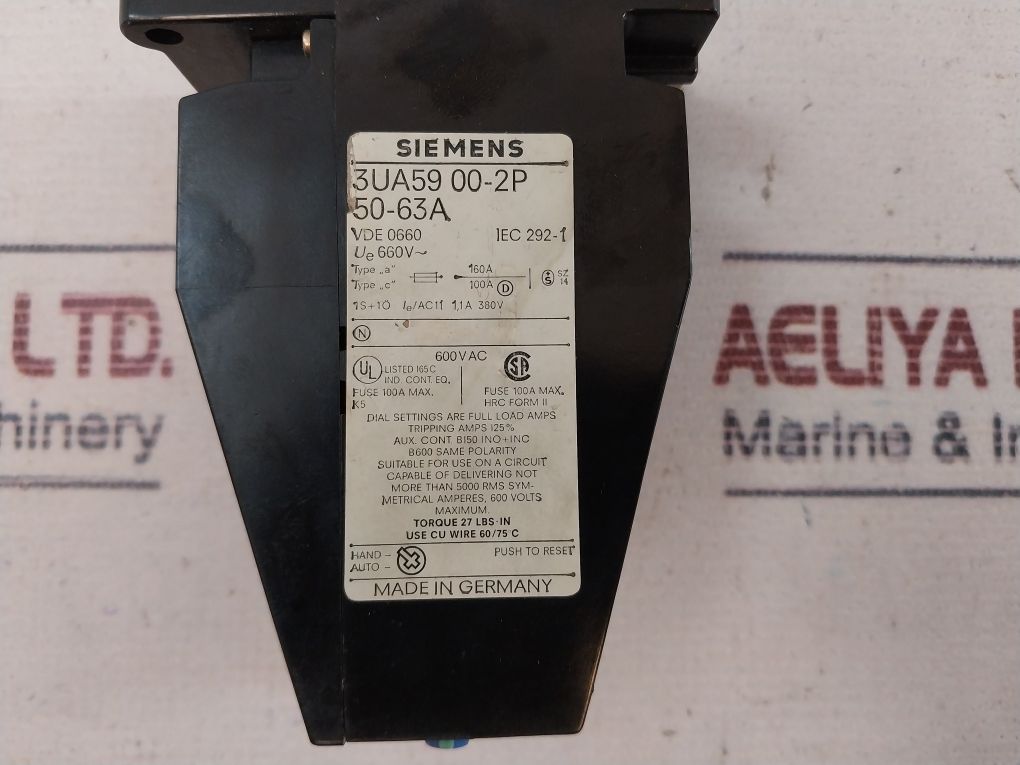 SIEMENS
3UA59 00-2P
50-63A
VDE 0660 IEC 292-1
Ue 660V~
Type „a" 160A
Type „c" 100A D S SZ 14
1S+1Ö Ie/AC11 1,1A 380V
N
600VAC
UL LISTED 165C
IND. CONT. EQ.
FUSE 100A MAX.
K5
SA
FUSE 100A MAX.
HRC FORM II
DIAL SETTINGS ARE FULL LOAD AMPS
TRIPPING AMPS 125%
AUX. CONT. B150 1NO+1NC
B600 SAME POLARITY
SUITABLE FOR USE ON A CIRCUIT
CAPABLE OF DELIVERING NOT
MORE THAN 5000 RMS SYM-
METRICAL AMPERES, 600 VOLTS
MAXIMUM
TORQUE 27 LBS-IN
USE CU WIRE 60/75°C
HAND - PUSH TO RESET
AUTO -
MADE IN GERMANY
LTD.
hinery
AELIYA
Marine & In